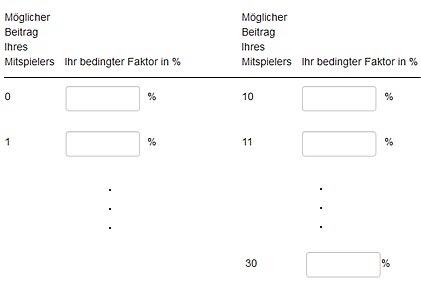 Möglicher Möglicher
Beitrag Beitrag
Ihres Ihres
Mitspielers Ihr bedingter Faktor in % Mitspielers Ihr bedingter Faktor in %
0 % 10 %
1 % 11 %
30 %